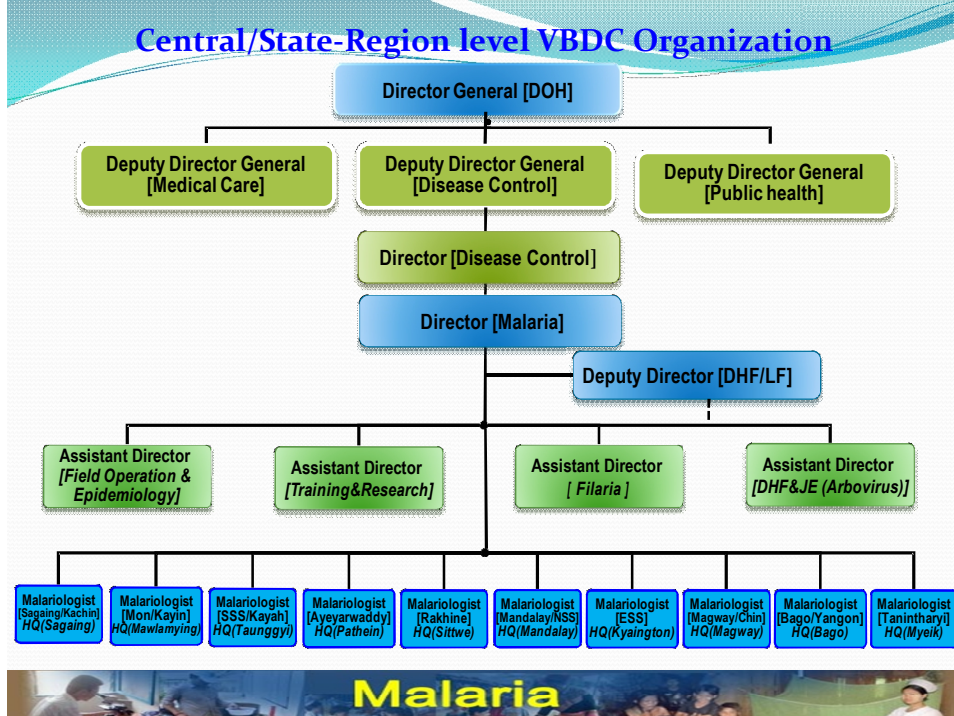 Central/State-Region level VBDC Organization
Director General [DOH]
Deputy Director General
[Medical Care]
Deputy Director General
[Disease Control]
Deputy Director General
[Public health]
Director [Disease Control]
Director [Malaria]
Deputy Director [DHF/LF]
Assistant Director
[Field Operation &
Epidemiology]
Assistant Director
[Training&Research]
Assistant Director
[ Filaria ]
Assistant Director
[DHF&JE (Arbovirus)]
Malariologist
[Sagaing/Kachin]
HQ(Sagaing)
Malariologist
[Mon/Kayin]
HQ(Mawlamying)
Malariologist
[SSS/Kayah]
HQ(Taunggyi)
Malariologist
[Ayeyarwaddy]
HQ(Pathein)
Malariologist
[Rakhine]
HQ(Sittwe)
Malariologist
[Mandalay/NSS]
HQ(Mandalay)
Malariologist
[ESS]
HQ(Kyaington)
Malariologist
[Magway/Chin]
HQ(Magway)
Malariologist
[Bago/Yangon]
HQ(Bago)
Malariologist
[Tanintharyi]
HQ(Myeik)
Malaria